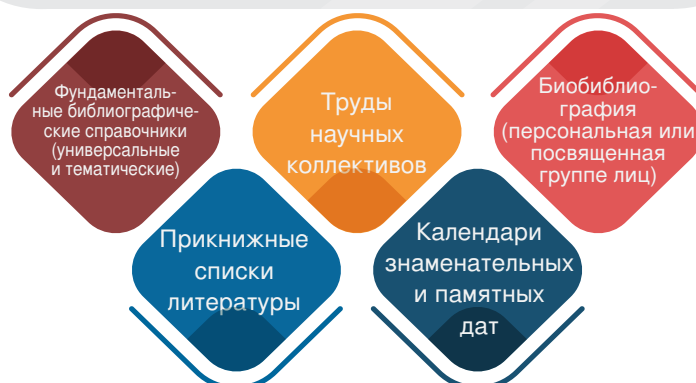 Фундаменталь-
ные библиографиче-
ские справочники
(универсальные
и тематические)
Труды
научных
коллективов
Биобиблио-
графия
(персональная или
посвященная
группе лиц)
Прикнижные
списки
литературы
Календари
знаменательных
и памятных
дат